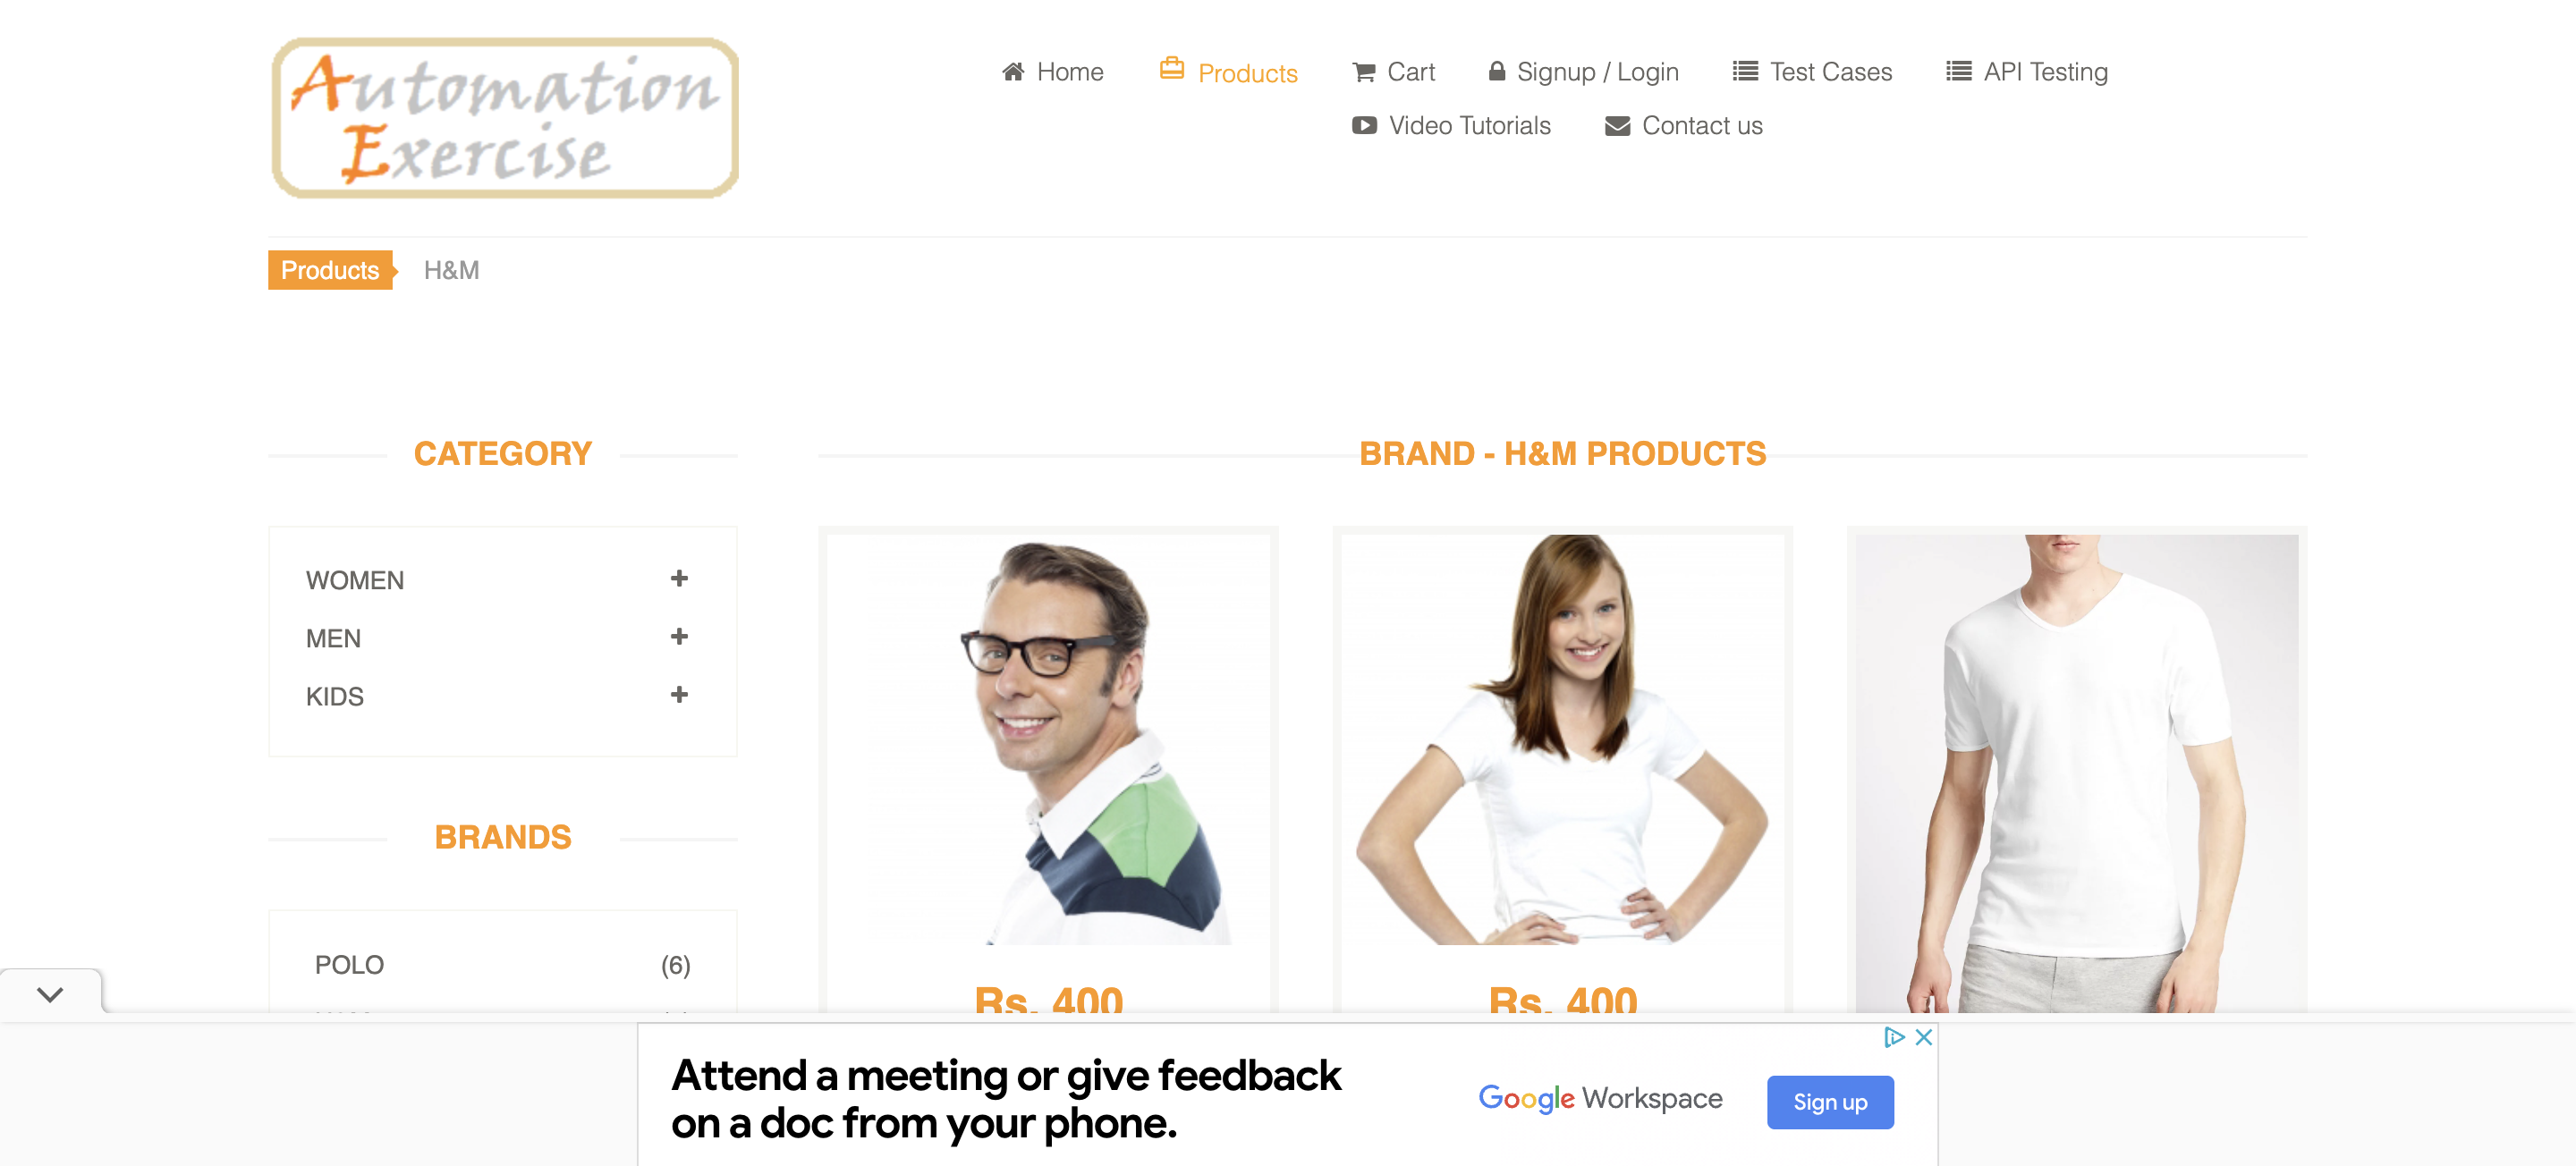 Automation
Exercise
Home
Products
Cart
Signup / Login
Test Cases
API Testing
Video Tutorials
Contact us
Products
H&M
CATEGORY
WOMEN
MEN
KIDS
BRANDS
POLO (6)
BRAND - H&M PRODUCTS
Rs. 400
Rs. 400
Attend a meeting or give feedback
on a doc from your phone.
Google Workspace
Sign up